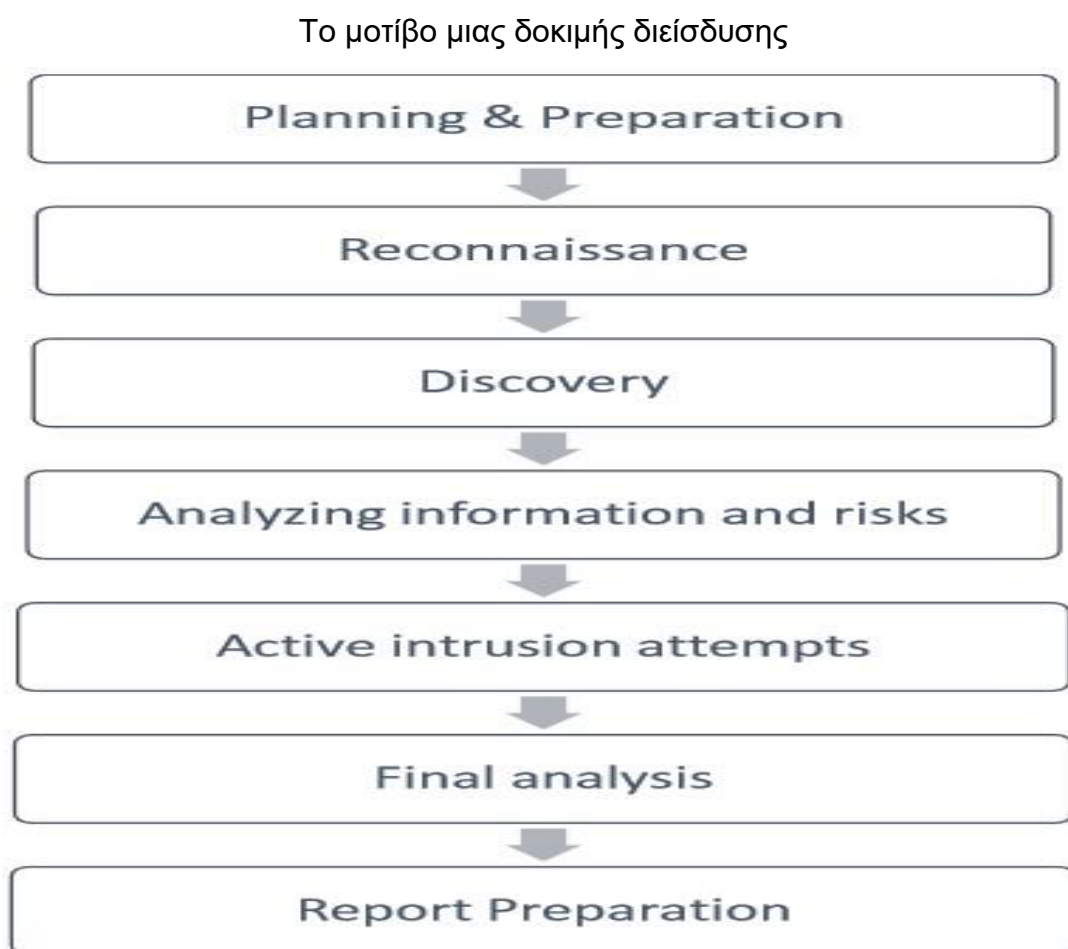 Το μοτίβο μιας δοκιμής διείσδυσης
Planning & Preparation
Reconnaissance
Discovery
Analyzing information and risks
Active intrusion attempts
Final analysis
Report Preparation